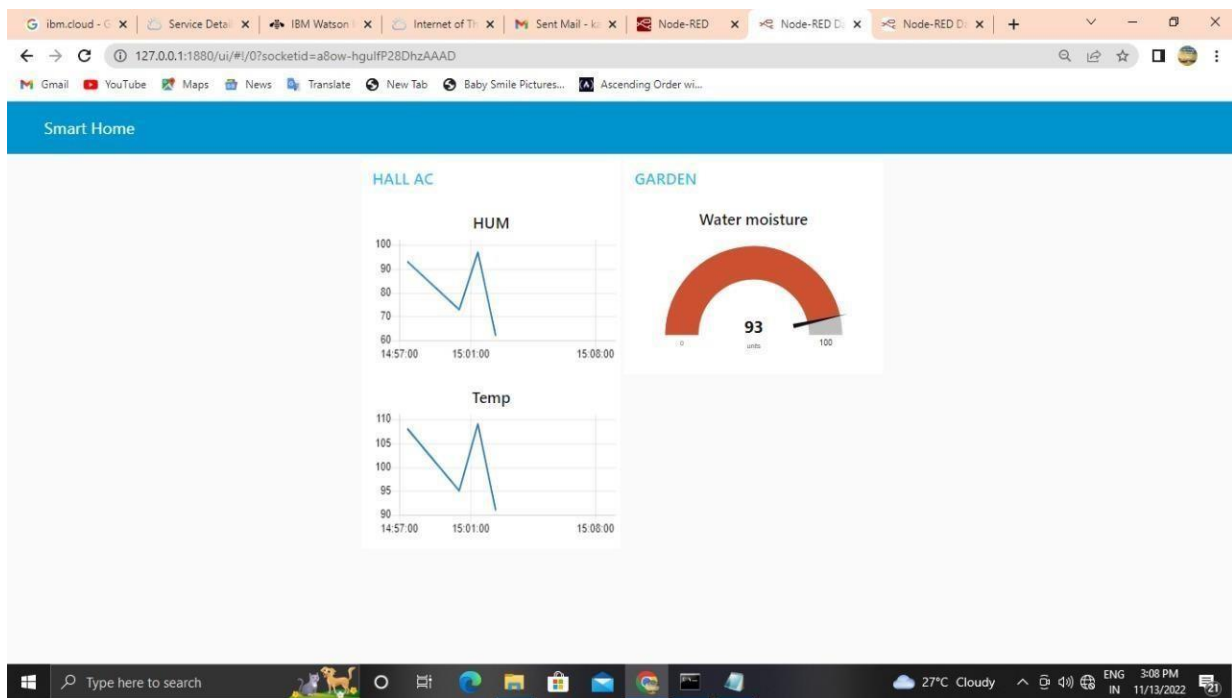 ibm.cloud - G
Service Detai
IBM Watson I
Internet of Th
Sent Mail - k
Node-RED
Node-RED D
Node-RED D
127.0.0.1:1880/ui/#!/0?socketid=a8ow-hgulfP28DhzAAAD
Gmail YouTube Maps News Translate New Tab Baby Smile Pictures... Ascending Order wi...
Smart Home
HALL AC
HUM
100
90
80
70
60
14:57:00 15:01:00 15:08:00
Temp
110
105
100
95
90
14:57:00 15:01:00 15:08:00
GARDEN
Water moisture
93
0 units 100
Type here to search
27°C Cloudy
ENG
IN
3:08 PM
11/13/2022
21